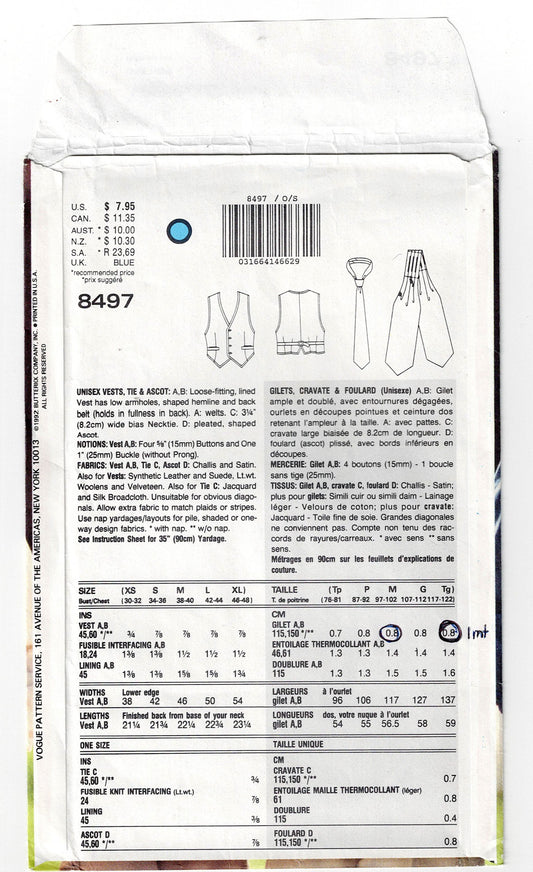 U.S. $ 7.95
CAN. $ 11.35
AUST. * $ 10.00
N.Z. * $ 10.30
S.A. * R 23,69
U.K. BLUE
*recommended price
*prix suggéré
8497
8497 / O/S
031664146629
©1992 BUTTERICK COMPANY, INC. ● PRINTED IN U.S.A.
ALL RIGHTS RESERVED
VOGUE PATTERN SERVICE, 161 AVENUE OF THE AMERICAS, NEW YORK, NEW YORK 10013
UNISEX VESTS, TIE & ASCOT: A,B: Loose-fitting, lined
Vest has low armholes, shaped hemline and back
belt (holds in fullness in back). A: welts. C: 3¼"
(8.2cm) wide bias Necktie. D: pleated, shaped
Ascot.
NOTIONS: Vest A,B: Four ⅝" (15mm) Buttons and One
1" (25mm) Buckle (without Prong).
FABRICS: Vest A,B, Tie C, Ascot D: Challis and Satin.
Also for Vests: Synthetic Leather and Suede, Lt.wt.
Woolens and Velveteen. Also for Tie C: Jacquard
and Silk Broadcloth. Unsuitable for obvious diago-
nals. Allow extra fabric to match plaids or stripes.
Use nap yardages/layouts for pile, shaded or one-
way design fabrics. * with nap. ** w/o nap.
See Instruction Sheet for 35" (90cm) Yardage.
GILETS, CRAVATE & FOULARD (Unisexe) A,B: Gilet
ample et doublé, avec entournures dégagées,
ourlets en découpes pointues et ceinture dos
retenant l'ampleur à la taille. A: avec pattes. C:
cravate large biaisée de 8.2cm de longueur. D:
foulard (ascot) plissé, avec bords inférieurs en
découpes.
MERCERIE: Gilet A,B: 4 boutons (15mm) - 1 boucle
sans tige (25mm).
TISSUS: Gilet A,B, cravate C, foulard D: Challis - Satin;
plus pour gilets: Simili cuir ou simili daim - Lainage
léger - Velours de coton; plus pour cravate:
Jacquard - Toile fine de soie. Grandes diagonales
ne conviennent pas. Compte non tenu des rac-
cords de rayures/carreaux. *avec sens ** sans
sens.
Métrages en 90cm sur les feuillets d'explications de
couture.
SIZE (XS S M L XL)
Bust/Chest (30-32 34-36 38-40 42-44 46-48)
INS
VEST A,B
45,60 */** ¾ ⅞ ⅞ ⅞ ⅞
FUSIBLE INTERFACING A,B
18,24 1⅜ 1⅜ 1½ 1½ 1½
LINING A,B
45 1⅜ 1⅜ 1⅝ 1⅝ 1¾
WIDTHS Lower edge
Vest A,B 38 42 46 50 54
LENGTHS Finished back from base of your neck
Vest A,B 21¼ 21¾ 22¼ 22¾ 23¼
TAILLE (Tp P M G Tg)
T. de poitrine (76-81 87-92 97-102 107-112 117-122)
CM
GILET A,B
115,150 */** 0.7 0.8 0.8 0.8 0.8 1 mt
ENTOILAGE THERMOCOLLANT A,B
46,61 1.3 1.3 1.4 1.4 1.4
DOUBLURE A,B
115 1.3 1.3 1.5 1.5 1.6
LARGEURS à l'ourlet
gilet A,B 96 106 117 127 137
LONGUEURS dos, votre nuque à l'ourlet
gilet A,B 54 55 56.5 58 59
ONE SIZE
INS
TIE C
45,60 */** ¾
FUSIBLE KNIT INTERFACING (Lt.wt.)
24 ⅞
LINING
45 ⅜
ASCOT D
45,60 */** ⅞
TAILLE UNIQUE
CM
CRAVATE C
115,150 */** 0.7
ENTOILAGE MAILLE THERMOCOLLANT (léger)
61 0.8
DOUBLURE
115 0.4
FOULARD D
115,150 */** 0.8